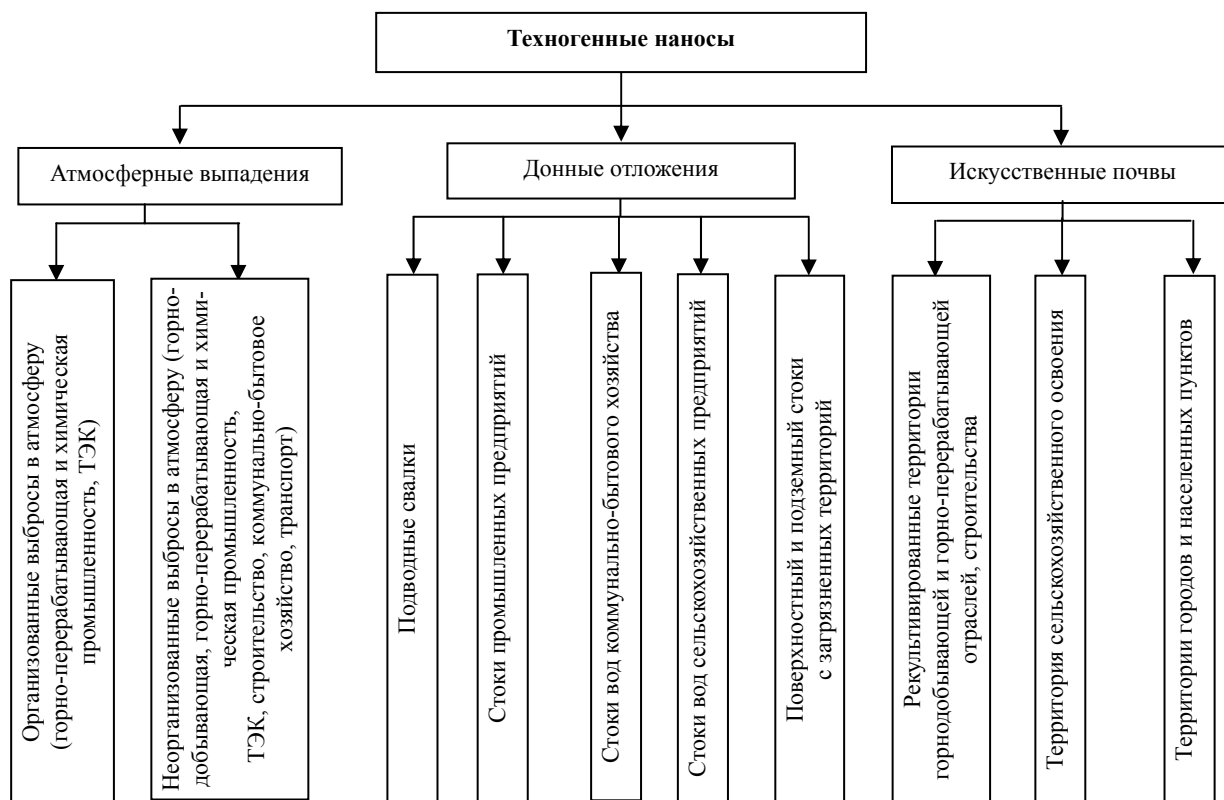 Техногенные наносы
Атмосферные выпадения
Донные отложения
Искусственные почвы
Организованные выбросы в атмосферу
(горно-перерабатывающая и химическая
промышленность, ТЭК)
Неорганизованные выбросы в атмосферу (горно-
добывающая, горно-перерабатывающая и хими-
ческая промышленность,
ТЭК, строительство, коммунально-бытовое
хозяйство, транспорт)
Подводные свалки
Стоки промышленных предприятий
Стоки вод коммунально-бытового хозяйства
Стоки вод сельскохозяйственных предприятий
Поверхностный и подземный стоки
с загрязненных территорий
Рекультивированные территории
горнодобывающей и горно-перерабатывающей
отраслей, строительства
Территория сельскохозяйственного освоения
Территории городов и населенных пунктов